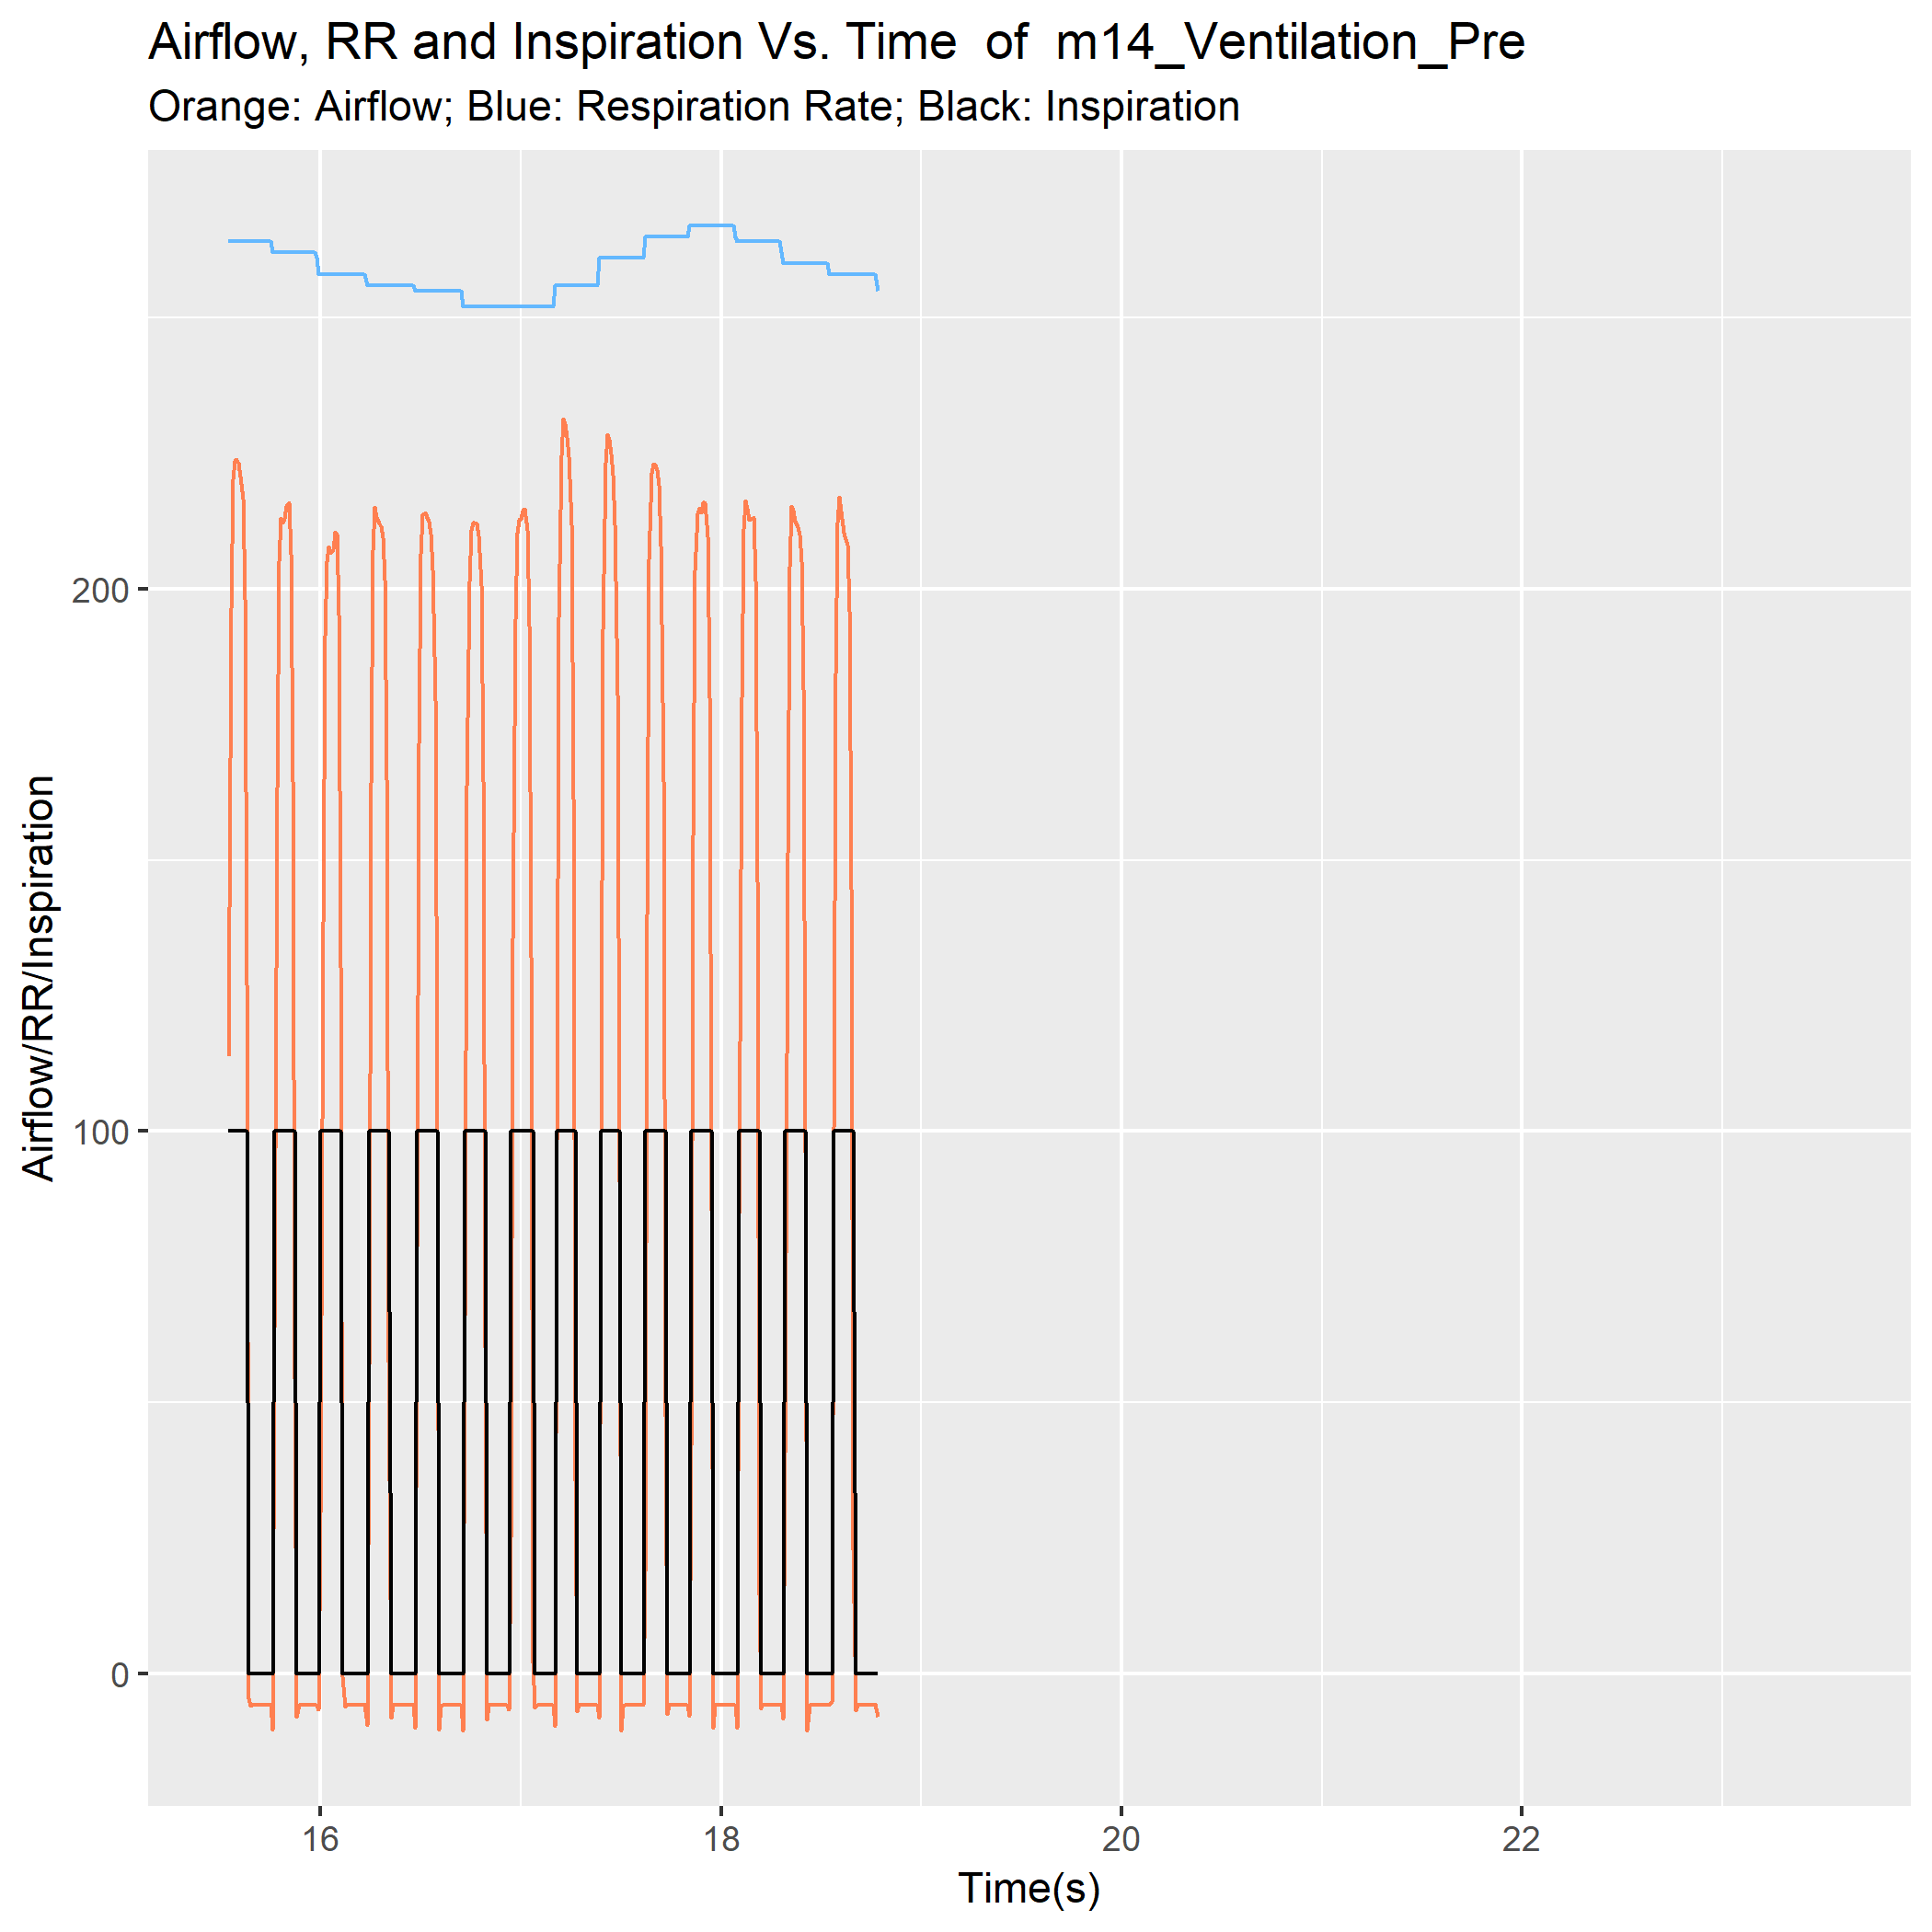 Airflow, RR and Inspiration Vs. Time  of  m14_Ventilation_Pre
Orange: Airflow; Blue: Respiration Rate; Black: Inspiration
Airflow/RR/Inspiration
200
100
0
16 18 20 22
Time(s)